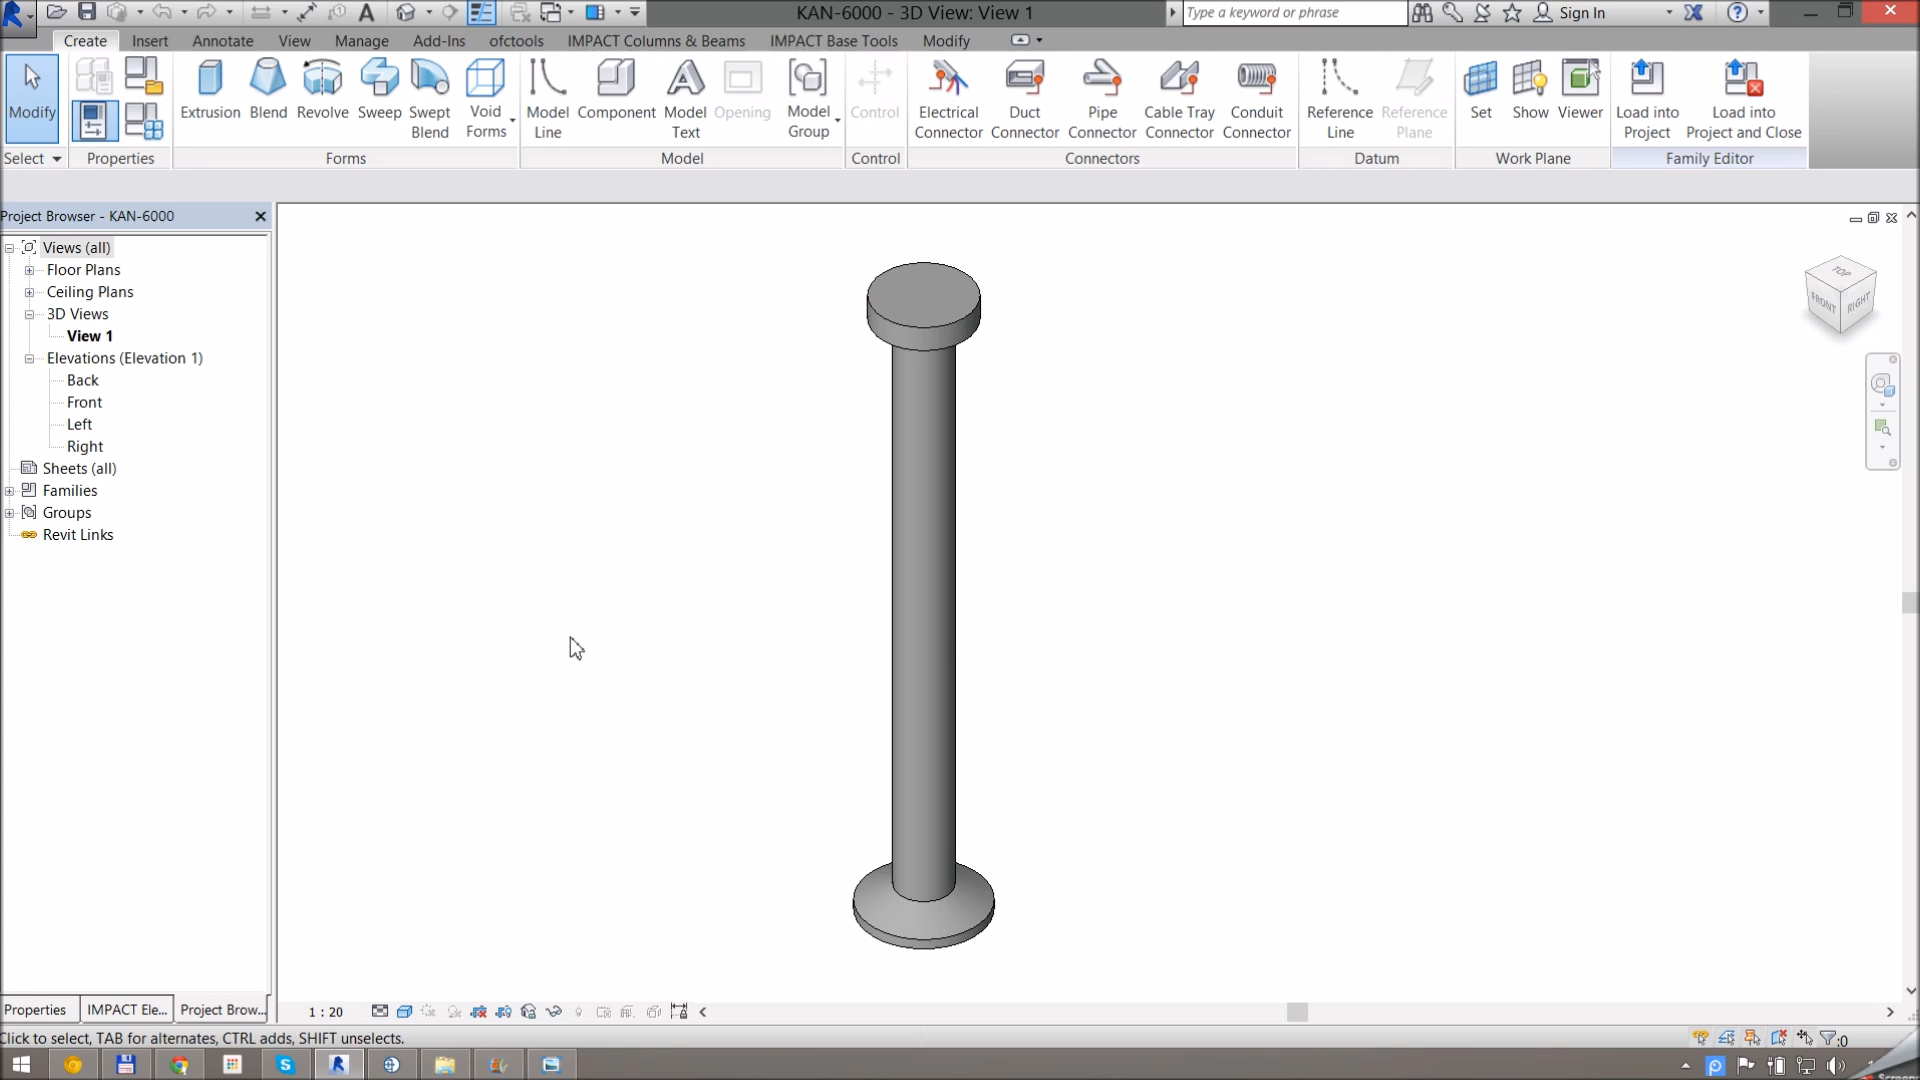 KAN-6000 - 3D View: View 1
Type a keyword or phrase
Sign In
Create Insert Annotate View Manage Add-Ins ofctools IMPACT Columns & Beams IMPACT Base Tools Modify
Modify
Extrusion Blend Revolve Sweep Swept Blend Void Forms
Model Line Component Model Text Opening Model Group
Control
Electrical Connector Duct Connector Pipe Connector Cable Tray Connector Conduit Connector
Reference Line Reference Plane
Set Show Viewer
Load into Project Load into Project and Close
Select Properties Forms Model Control Connectors Datum Work Plane Family Editor
Project Browser - KAN-6000
Views (all)
Floor Plans
Ceiling Plans
3D Views
View 1
Elevations (Elevation 1)
Back
Front
Left
Right
Sheets (all)
Families
Groups
Revit Links
TOP
FRONT RIGHT
Properties IMPACT Ele... Project Brow...
1 : 20
Click to select, TAB for alternates, CTRL adds, SHIFT unselects.
:0